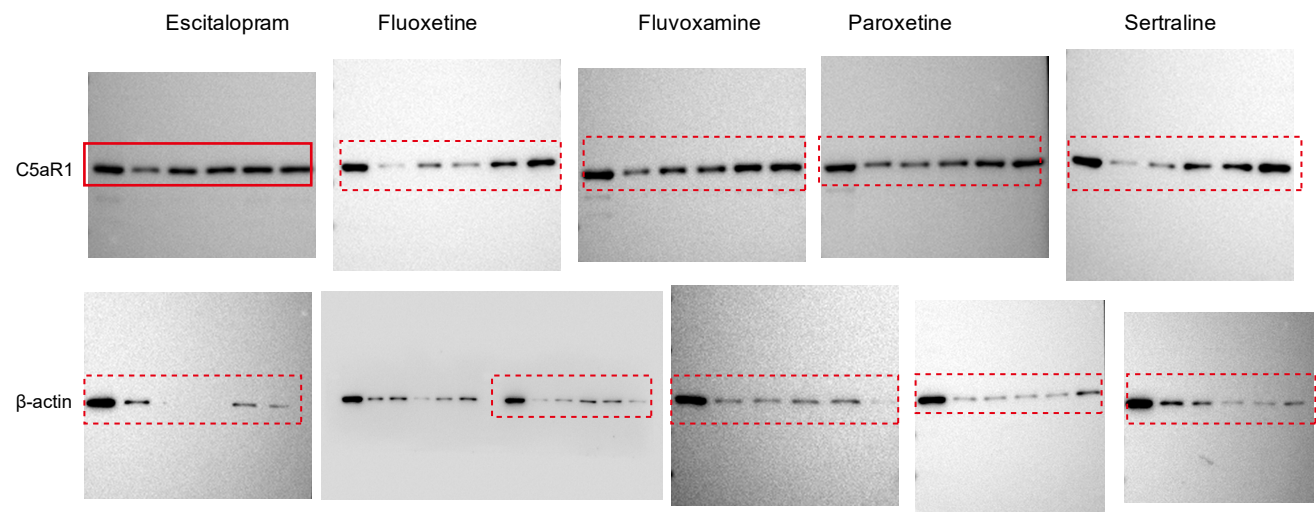 Escitalopram Fluoxetine Fluvoxamine Paroxetine Sertraline
C5aR1
β-actin